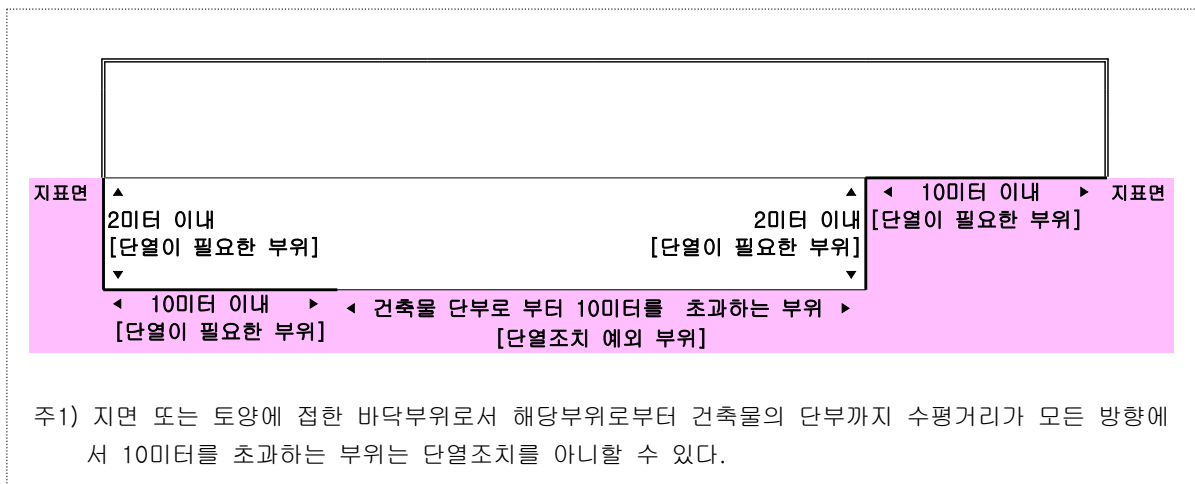 지표면 ▲ ▲ ◀ 10미터 이내 ▶ 지표면
2미터 이내 2미터 이내 [단열이 필요한 부위]
[단열이 필요한 부위] [단열이 필요한 부위]
▼ ▼
◀ 10미터 이내 ▶ ◀ 건축물 단부로 부터 10미터를 초과하는 부위 ▶
[단열이 필요한 부위] [단열조치 예외 부위]
주1) 지면 또는 토양에 접한 바닥부위로서 해당부위로부터 건축물의 단부까지 수평거리가 모든 방향에
서 10미터를 초과하는 부위는 단열조치를 아니할 수 있다.